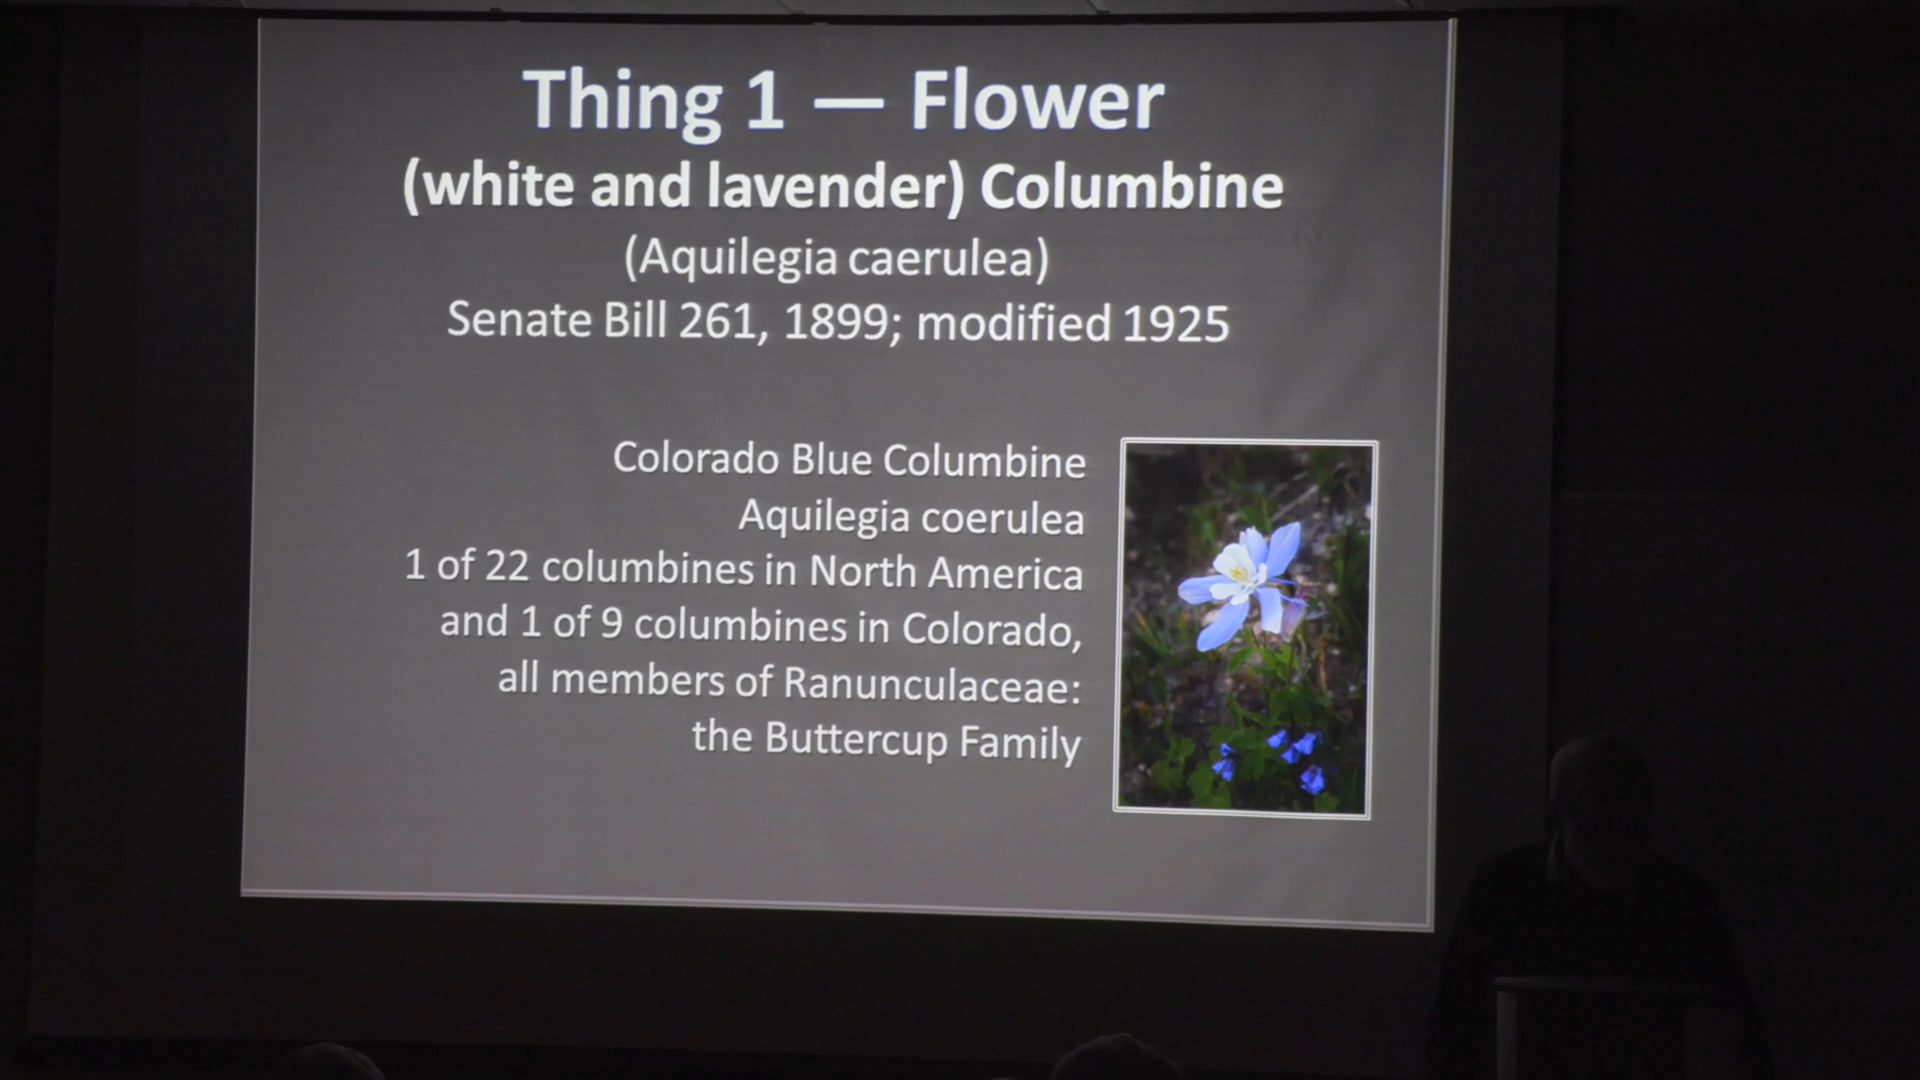 Thing 1 — Flower
(white and lavender) Columbine
(Aquilegia caerulea)
Senate Bill 261, 1899; modified 1925
Colorado Blue Columbine
Aquilegia coerulea
1 of 22 columbines in North America
and 1 of 9 columbines in Colorado,
all members of Ranunculaceae:
the Buttercup Family